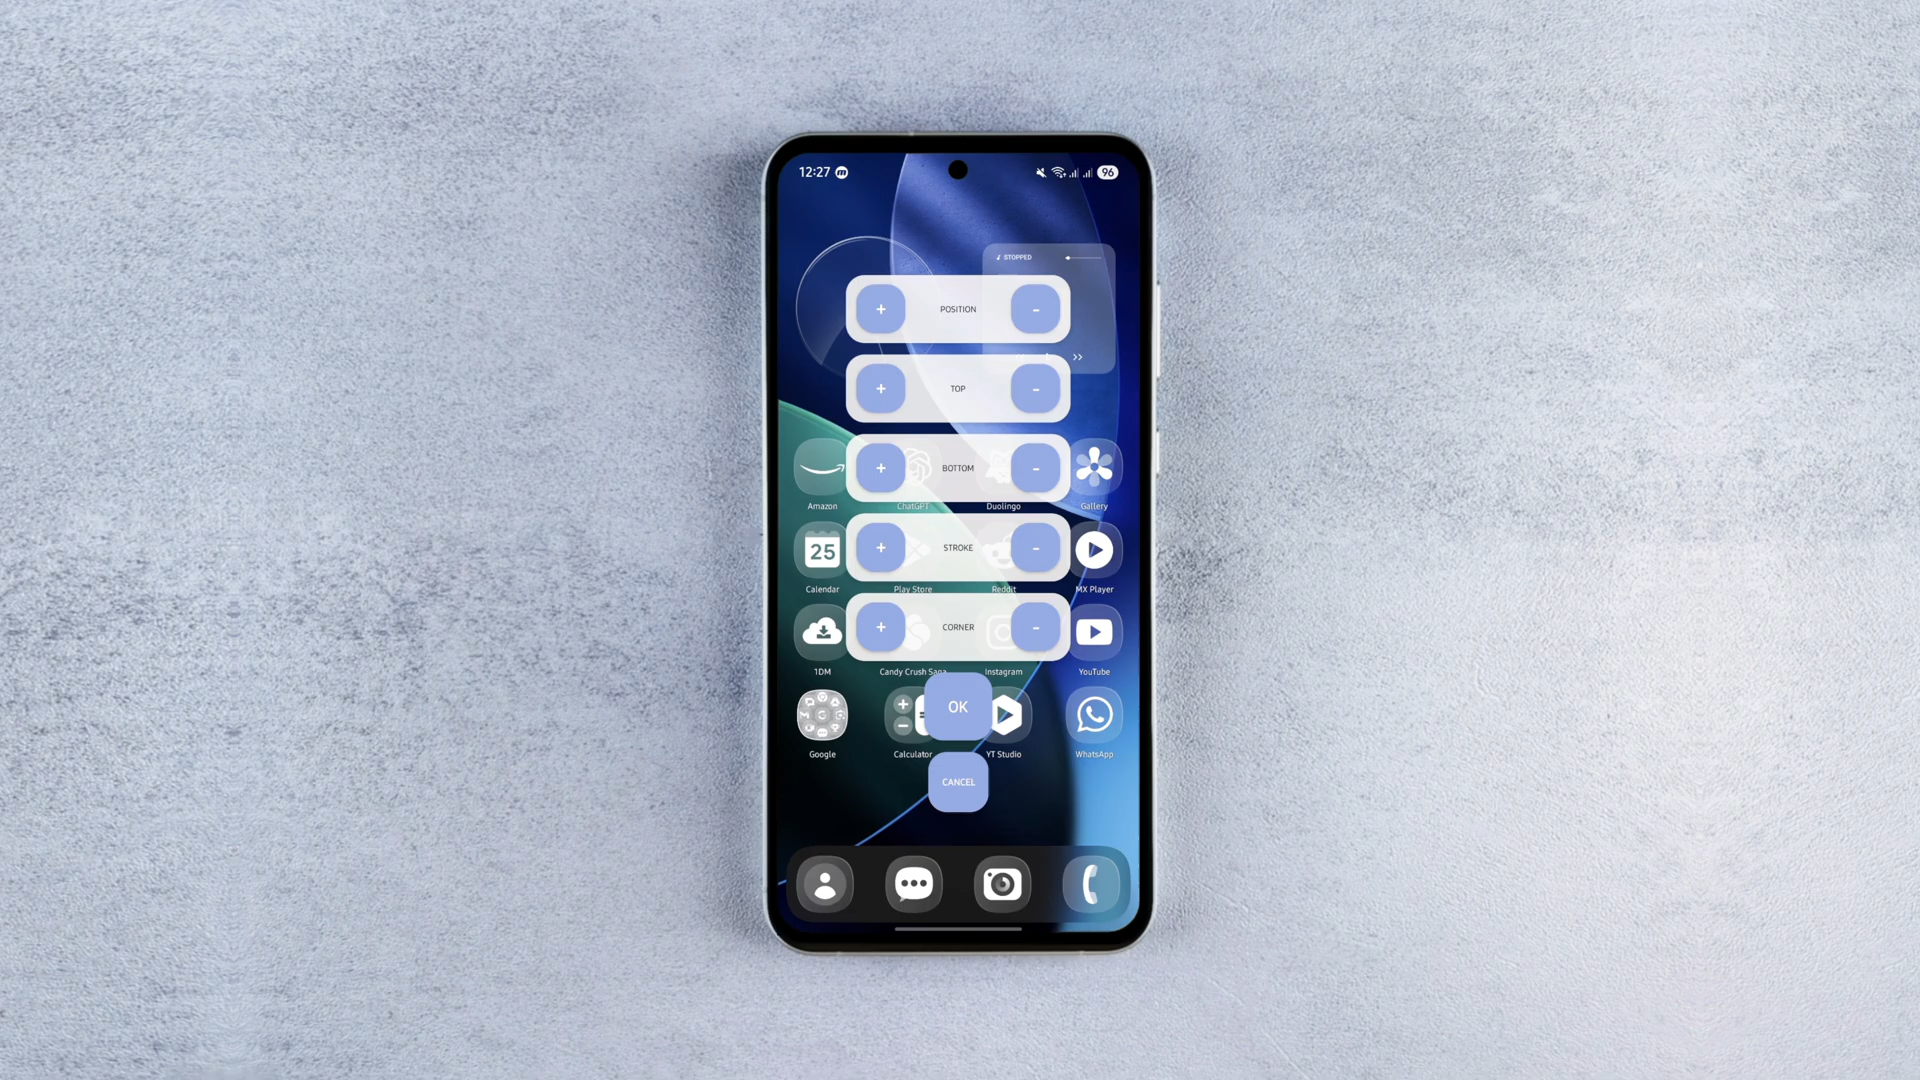 12:27
96
STOPPED
+ POSITION -
+ TOP -
+ BOTTOM -
Amazon ChatGPT Duolingo Gallery
25
+ STROKE -
Calendar Play Store Reddit MX Player
+ CORNER -
1DM Candy Crush Saga Instagram YouTube
OK
Google Calculator YT Studio WhatsApp
CANCEL